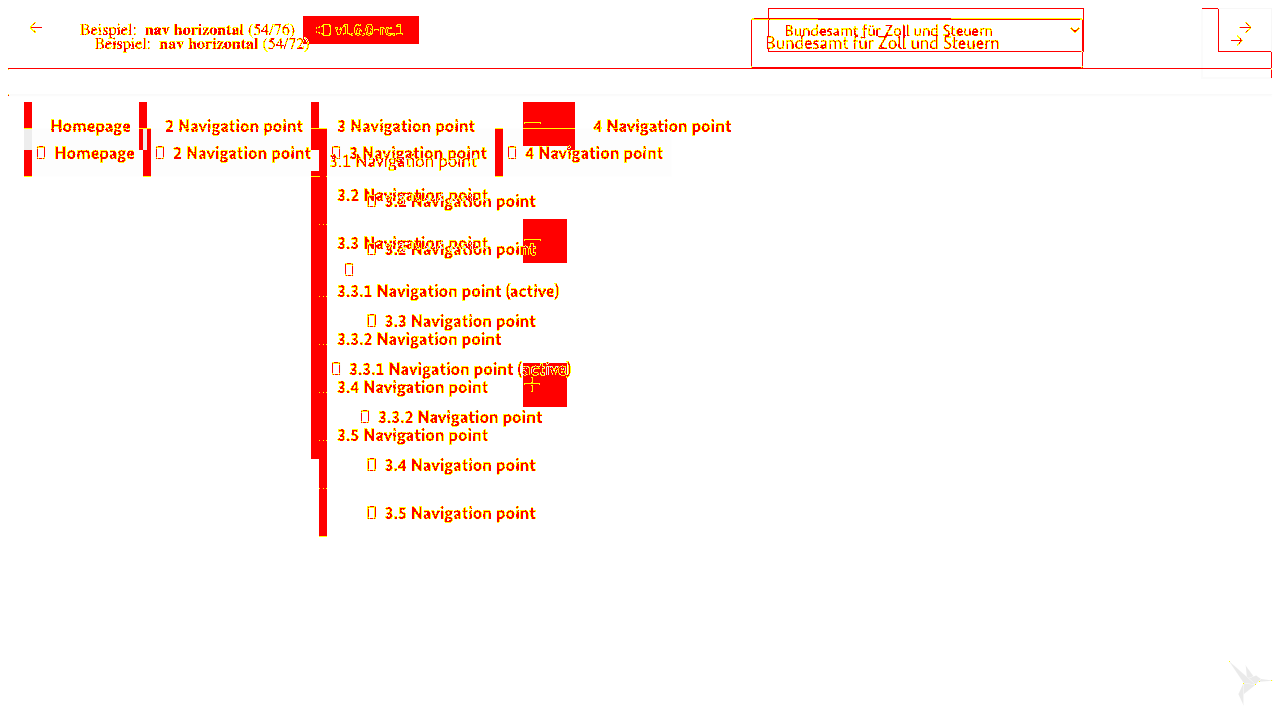 Beispiel: nav horizontal (54/76) v1.6.0-rc.1 Bundesamt für Zoll und Steuern
Beispiel: nav horizontal (54/72) Bundesamt für Zoll und Steuern
Homepage 2 Navigation point 3 Navigation point 4 Navigation point
Homepage 2 Navigation point 3 Navigation point 4 Navigation point
3.1 Navigation point
3.2 Navigation point
3.2 Navigation point
3.3 Navigation point
3.2 Navigation point
3.3.1 Navigation point (active)
3.3 Navigation point
3.3.2 Navigation point
3.3.1 Navigation point (active)
3.4 Navigation point
3.3.2 Navigation point
3.5 Navigation point
3.4 Navigation point
3.5 Navigation point